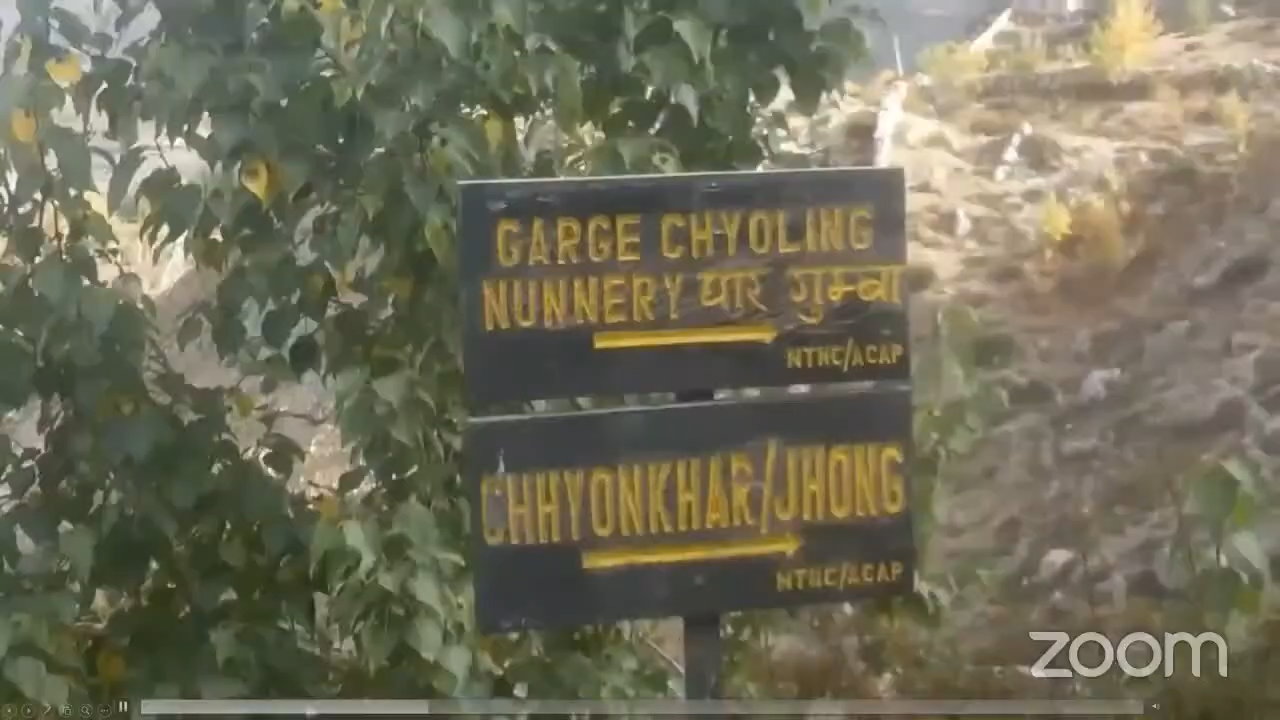 GARGE CHYOLING
NUNNERY यार गुम्बा
NTNC/ACAP
CHHYONKHAR/JHONG
NTNC/ACAP
zoom